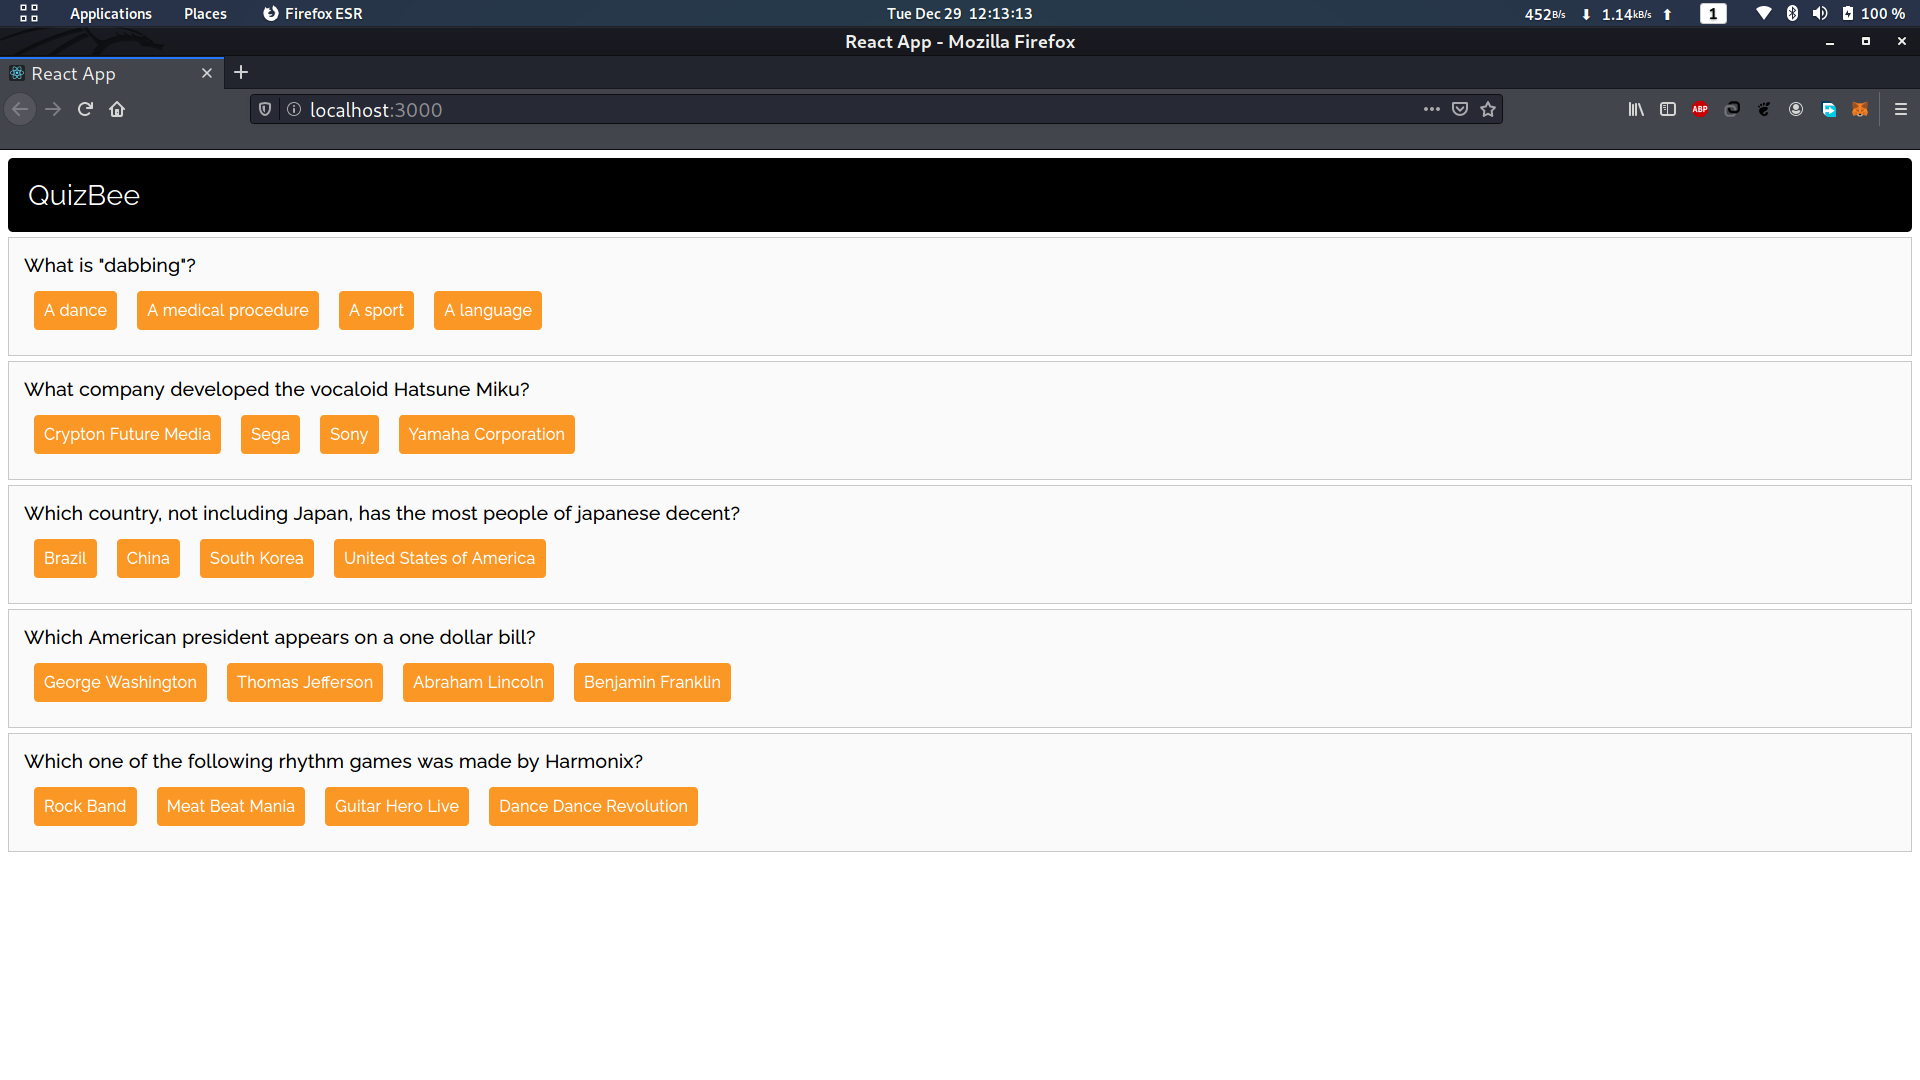 Applications Places Firefox ESR Tue Dec 29 12:13:13 452B/s ⬇ 1.14kB/s ⬆ 1 100 %
React App - Mozilla Firefox
React App
localhost:3000 ABP
QuizBee
What is "dabbing"?
A dance A medical procedure A sport A language
What company developed the vocaloid Hatsune Miku?
Crypton Future Media Sega Sony Yamaha Corporation
Which country, not including Japan, has the most people of japanese decent?
Brazil China South Korea United States of America
Which American president appears on a one dollar bill?
George Washington Thomas Jefferson Abraham Lincoln Benjamin Franklin
Which one of the following rhythm games was made by Harmonix?
Rock Band Meat Beat Mania Guitar Hero Live Dance Dance Revolution